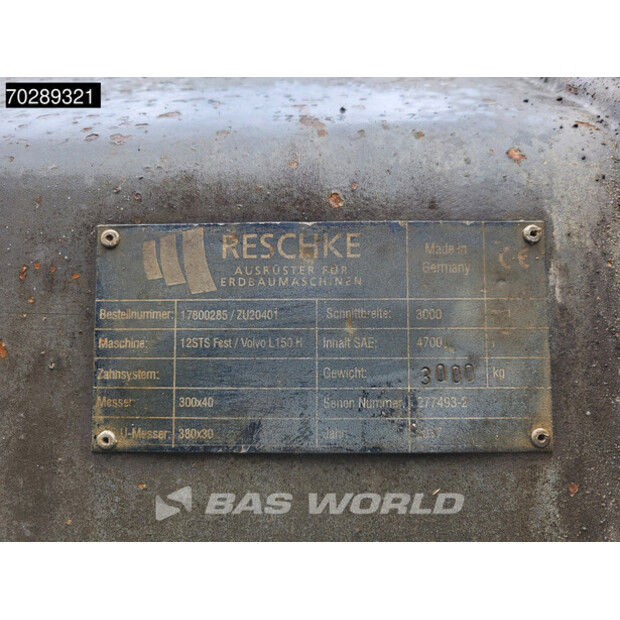 70289321
RESCHKE
AUSRÜSTER FÜR
ERDBAUMASCHINEN
Made in
Germany
CE
Bestellnummer: 17800285 / ZU20401 Schnittbreite: 3000
Maschine: 12STS Fest / Volvo L150 H Inhalt SAE: 4700 l
Zahnsystem: Gewicht: 3000 kg
Messer: 300x40 Serien Nummer: 277493-2
U-Messer: 380x30 Jahr:
BAS WORLD